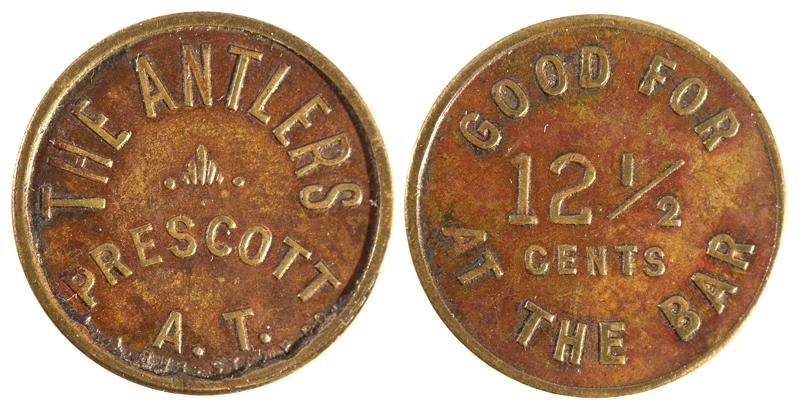 THE ANTLERS
PRESCOTT
A. T.
GOOD FOR
12 1/2
CENTS
AT THE BAR